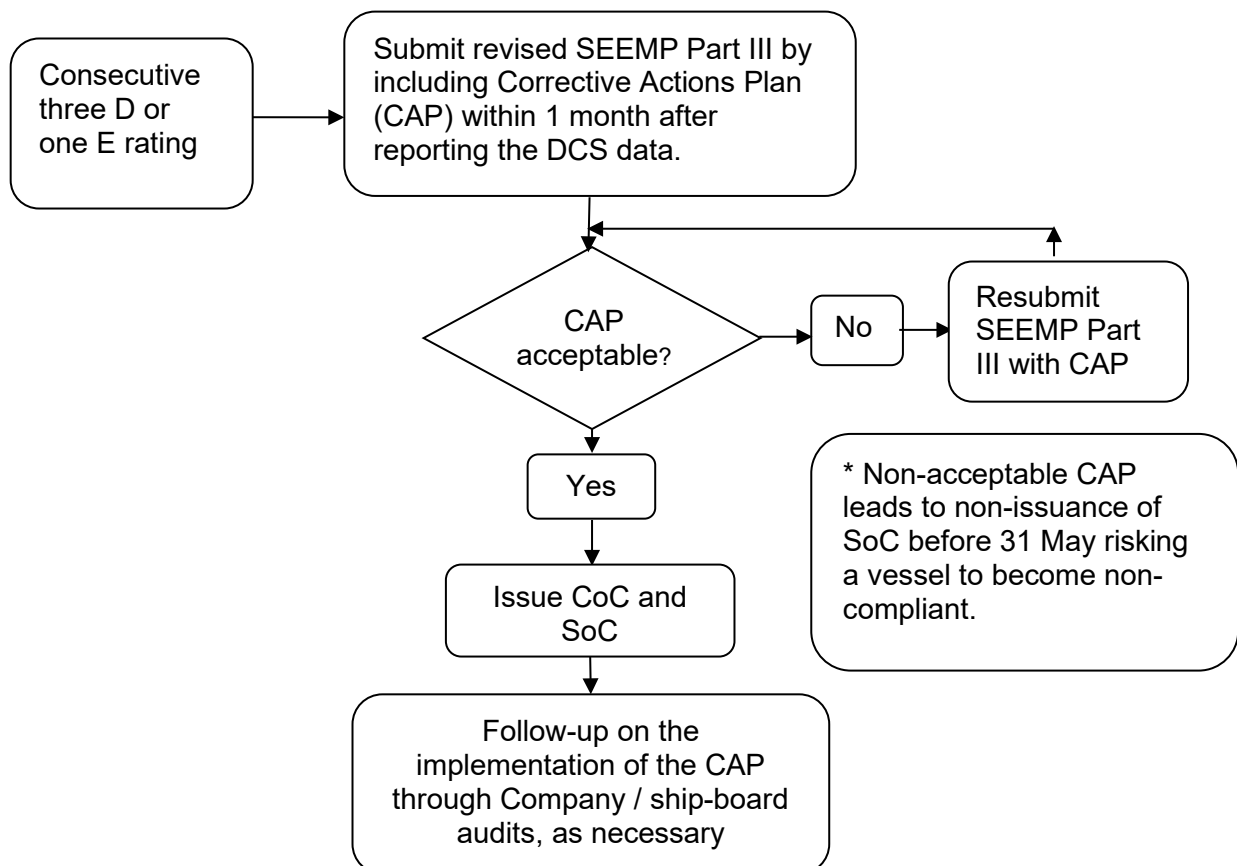 Consecutive
three D or
one E rating
Submit revised SEEMP Part III by
including Corrective Actions Plan
(CAP) within 1 month after
reporting the DCS data.
CAP
acceptable?
No
Resubmit
SEEMP Part
III with CAP
Yes
* Non-acceptable CAP
leads to non-issuance of
SoC before 31 May risking
a vessel to become non-
compliant.
Issue CoC and
SoC
Follow-up on the
implementation of the CAP
through Company / ship-board
audits, as necessary